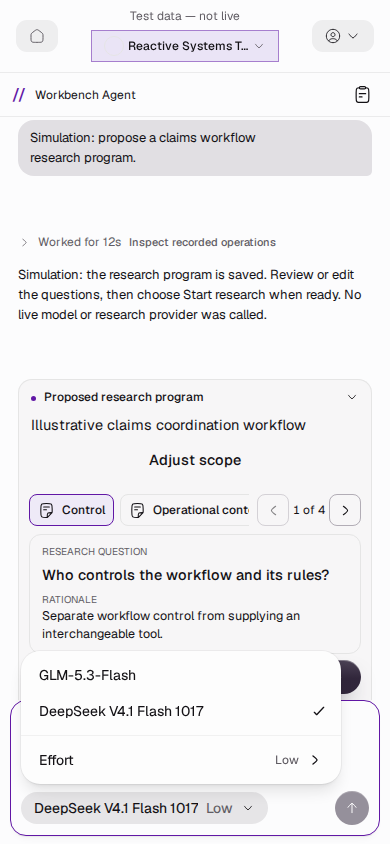 Test data — not live
Reactive Systems T...
// Workbench Agent
Simulation: propose a claims workflow
research program.
Worked for 12s Inspect recorded operations
Simulation: the research program is saved. Review or edit
the questions, then choose Start research when ready. No
live model or research provider was called.
Proposed research program
Illustrative claims coordination workflow
Adjust scope
Control Operational cont 1 of 4
RESEARCH QUESTION
Who controls the workflow and its rules?
RATIONALE
Separate workflow control from supplying an
interchangeable tool.
GLM-5.3-Flash
DeepSeek V4.1 Flash 1017
Effort Low
DeepSeek V4.1 Flash 1017 Low